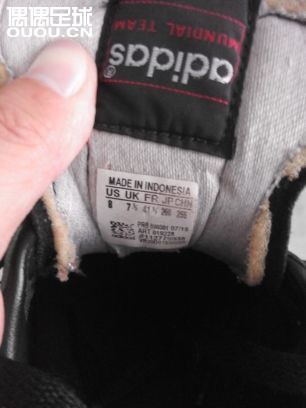 偶偶足球
OUOU.CN
adidas
MUNDIAL TEAM
MADE IN INDONESIA
US UK FR JP CHN
8 7½ 41⅓ 260 255
ART 019228